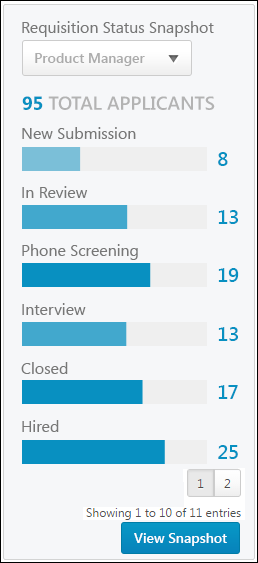 Requisition Status Snapshot
Product Manager
95 TOTAL APPLICANTS
New Submission
8
In Review
13
Phone Screening
19
Interview
13
Closed
17
Hired
25
1 2
Showing 1 to 10 of 11 entries
View Snapshot